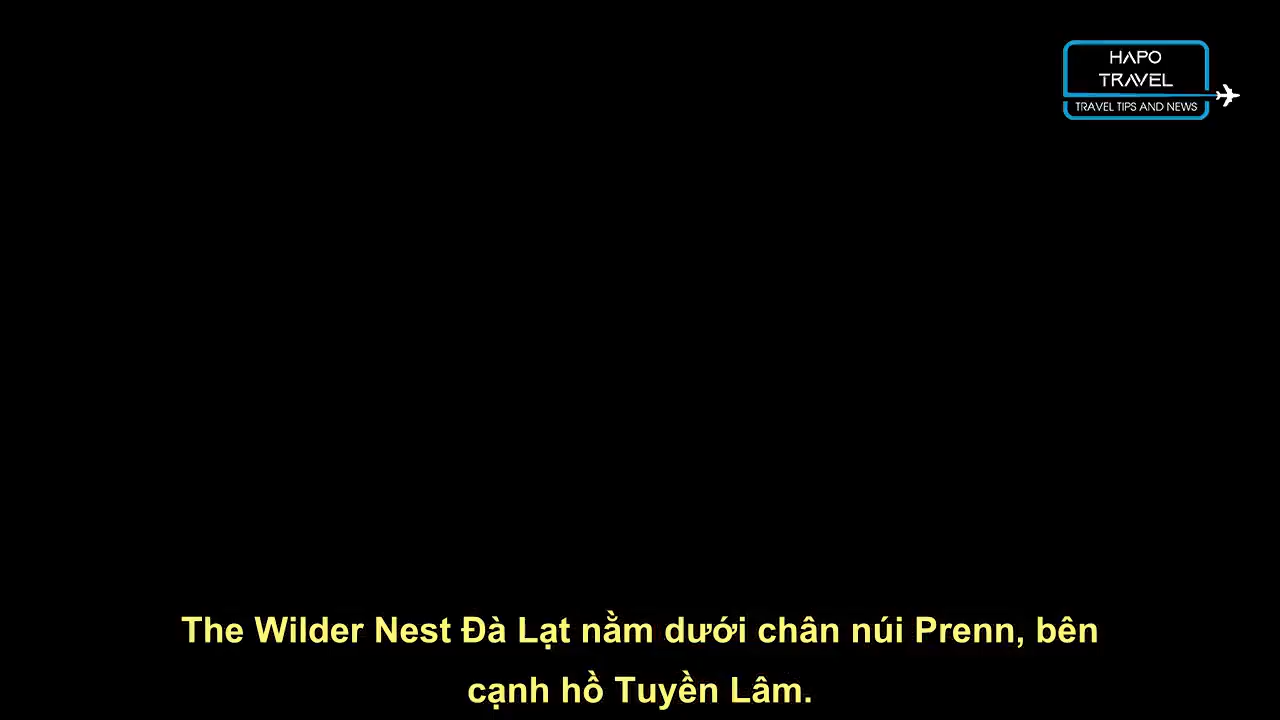 HAPO
TRAVEL
TRAVEL TIPS AND NEWS
The Wilder Nest Đà Lạt nằm dưới chân núi Prenn, bên
cạnh hồ Tuyền Lâm.